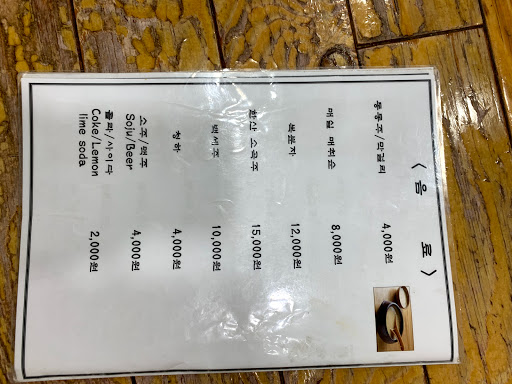 < 음 료 >
동동주/막걸리 4,000원
매실 매취순 8,000원
복분자 12,000원
한산 소곡주 15,000원
백세주 10,000원
청하 4,000원
소주/맥주 4,000원
Soju/Beer
콜라/사이다 2,000원
Coke/Lemon
lime soda